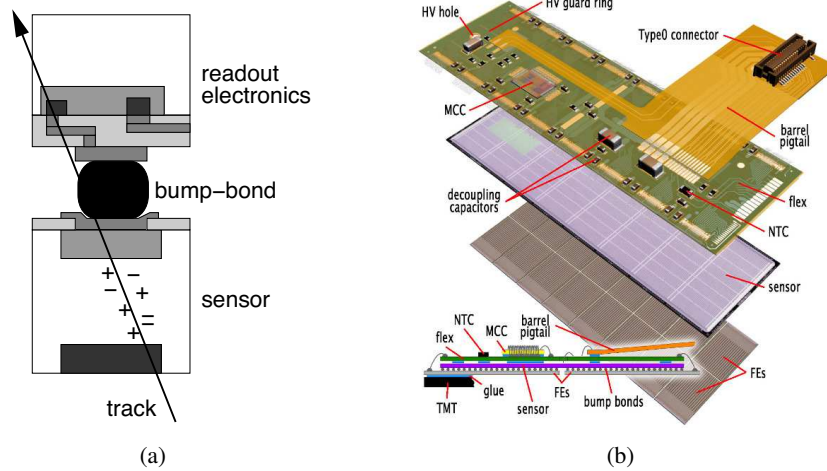 readout
electronics
bump−bond
+ −
− +
+ =
+
sensor
track
(a)
HV guard ring
HV hole
Type0 connector
MCC
barrel
pigtail
decoupling
capacitors
flex
NTC
sensor
barrel
pigtail
NTC
MCC
flex
FEs
glue
FEs
TMT
sensor
bump bonds
(b)